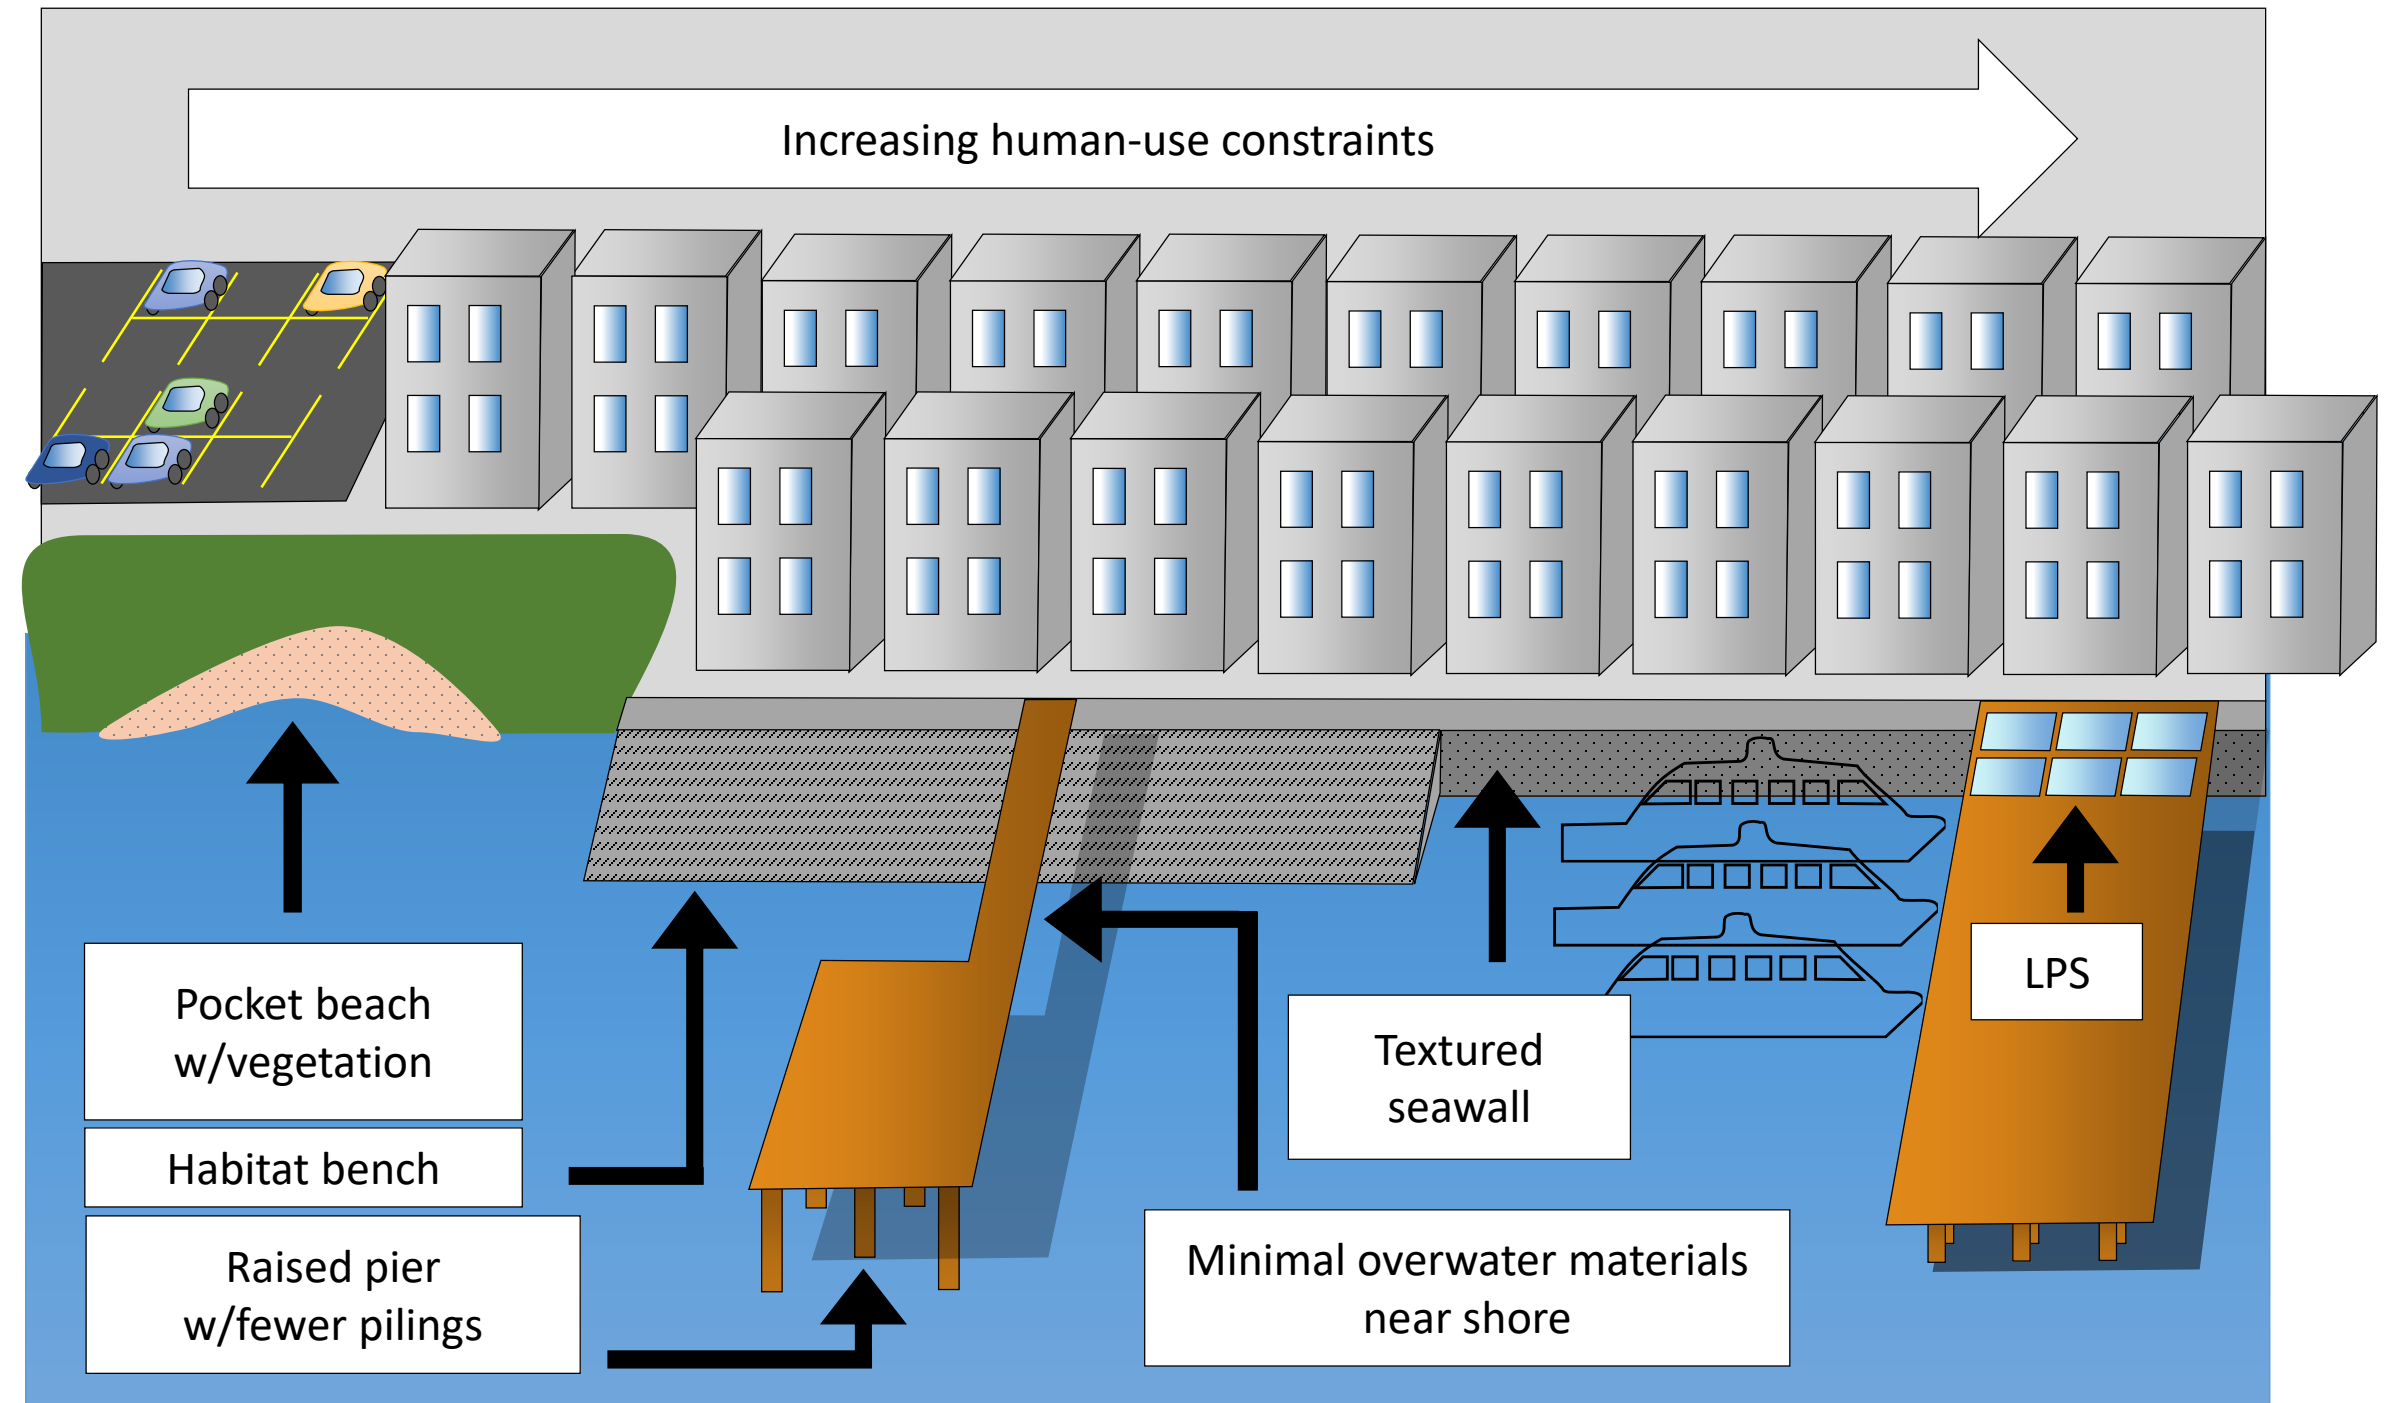 Increasing human-use constraints
Pocket beach
w/vegetation
Habitat bench
Raised pier
w/fewer pilings
Minimal overwater materials
near shore
Textured
seawall
LPS